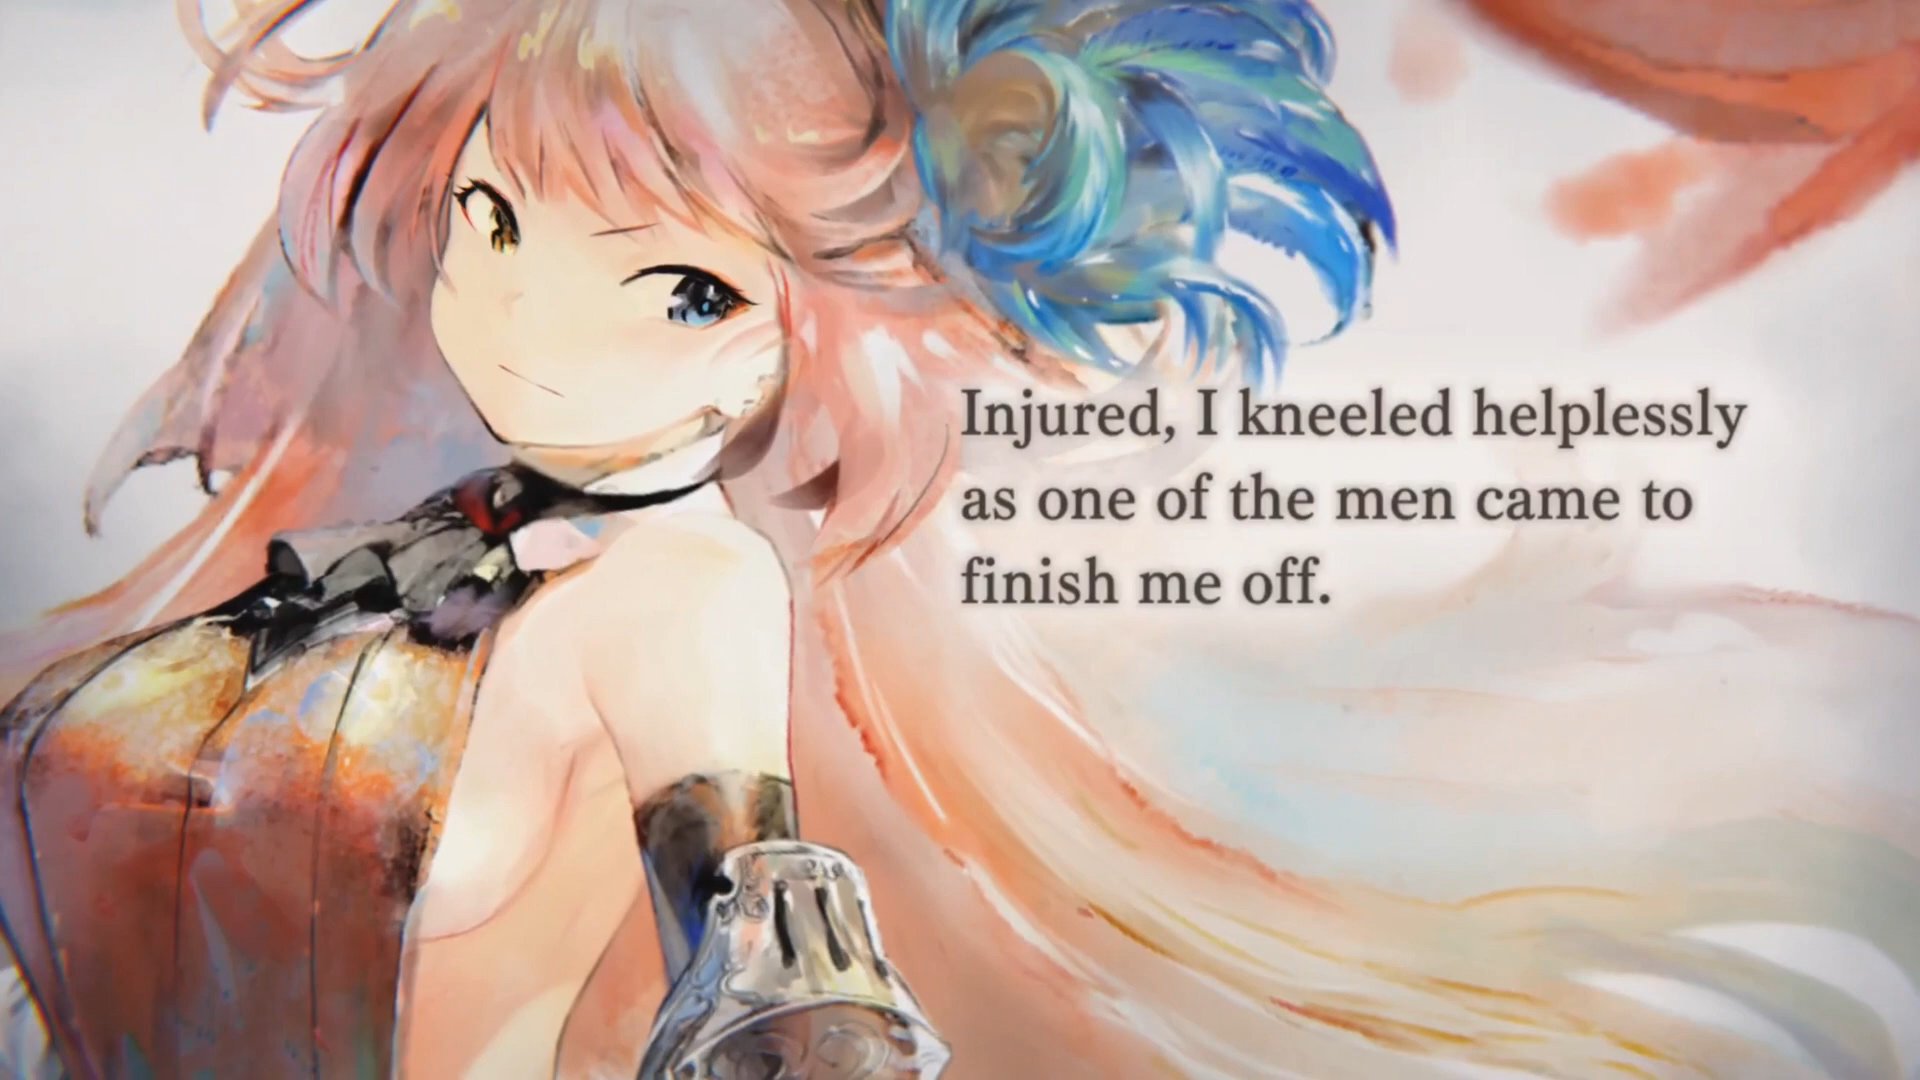 Injured, I kneeled helplessly
as one of the men came to
finish me off.